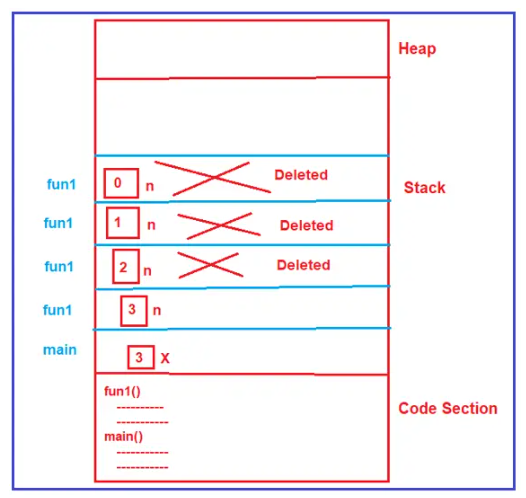 Heap
fun1 0 n Deleted
Stack
fun1 1 n Deleted
fun1 2 n Deleted
fun1 3 n
main 3 X
fun1()
----------
-----------
Code Section
main()
-----------
-----------